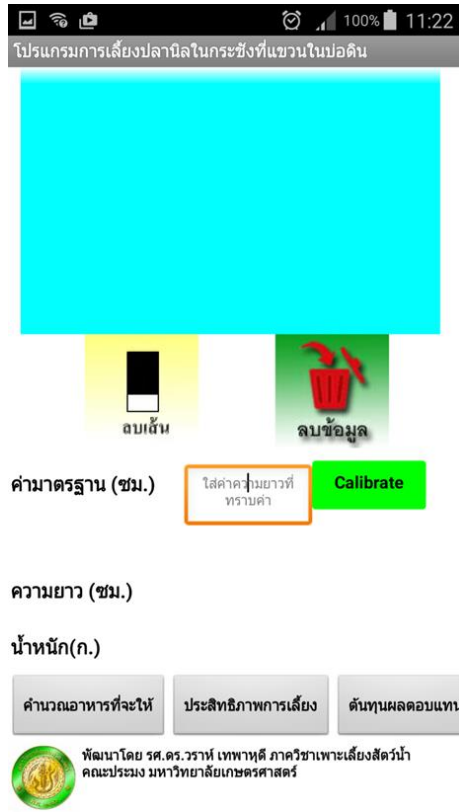 100% 11:22
โปรแกรมการเลี้ยงปลานิลในกระชังที่แขวนในบ่อดิน
ลบเส้น ลบข้อมูล
ค่ามาตรฐาน (ซม.) ใส่ค่าความยาวที่ Calibrate
ทราบค่า
ความยาว (ซม.)
น้ำหนัก(ก.)
คำนวณอาหารที่จะให้ ประสิทธิภาพการเลี้ยง ต้นทุนผลตอบแทน
พัฒนาโดย รศ.ดร.วราห์ เทพาหุดี ภาควิชาเพาะเลี้ยงสัตว์น้ำ
คณะประมง มหาวิทยาลัยเกษตรศาสตร์